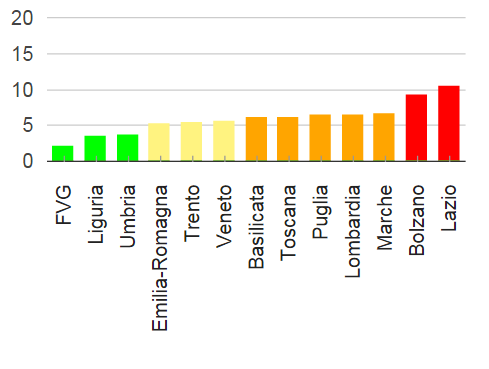 20
15
10
5
0
FVG
Liguria
Umbria
Emilia-Romagna
Trento
Veneto
Basilicata
Toscana
Puglia
Lombardia
Marche
Bolzano
Lazio